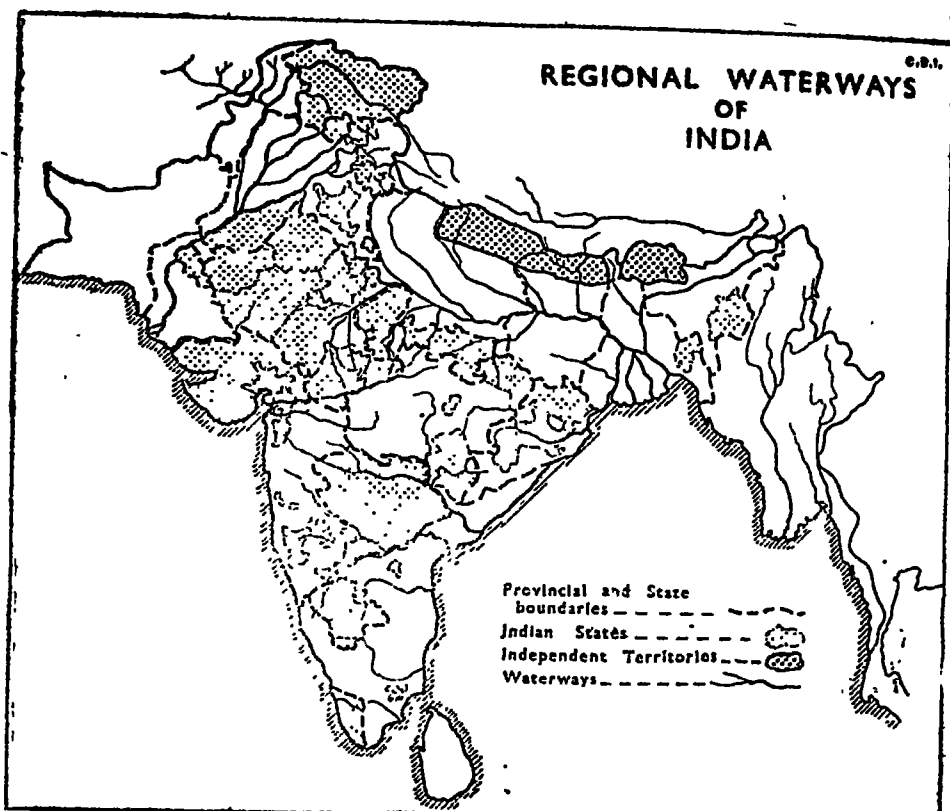 C.B.I.
REGIONAL WATERWAYS
OF
INDIA
Provincial and State
boundaries
Indian States
Independent Territories
Waterways